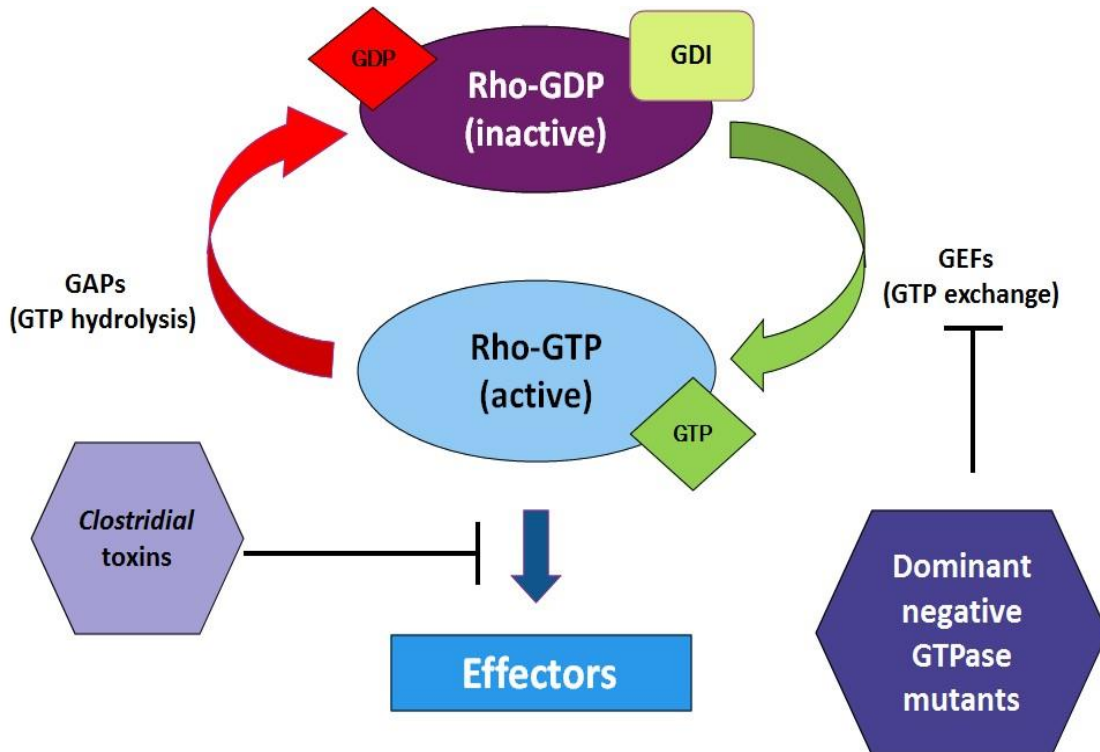 GDP
GDI
Rho-GDP
(inactive)
GAPs
(GTP hydrolysis)
GEFs
(GTP exchange)
Rho-GTP
(active)
GTP
Clostridial
toxins
Effectors
Dominant
negative
GTPase
mutants